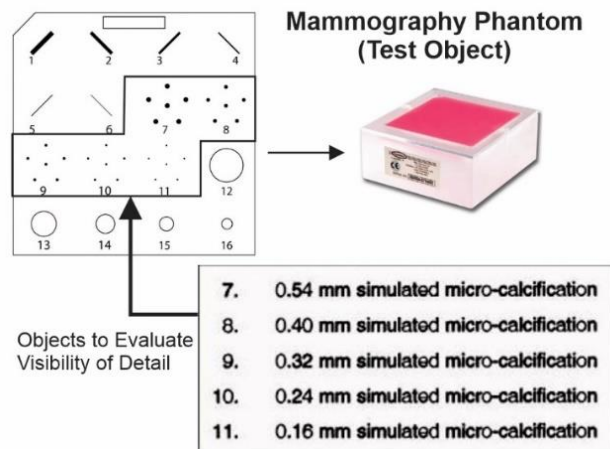 Mammography Phantom
(Test Object)
1 2 3 4
5 6 7 8
9 10 11 12
13 14 15 16
Objects to Evaluate
Visibility of Detail
7. 0.54 mm simulated micro-calcification
8. 0.40 mm simulated micro-calcification
9. 0.32 mm simulated micro-calcification
10. 0.24 mm simulated micro-calcification
11. 0.16 mm simulated micro-calcification